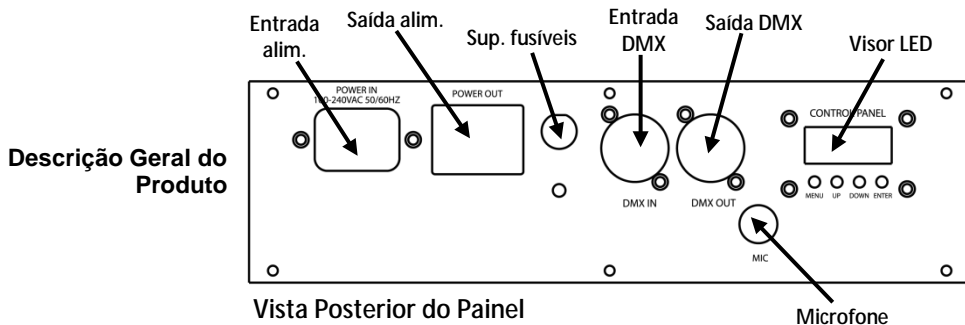 Entrada
alim.
Saída alim.
Sup. fusíveis
Entrada
DMX
Saída DMX
Visor LED
POWER IN
100-240VAC 50/60HZ
POWER OUT
CONTROL PANEL
Descrição Geral do
Produto
DMX IN
DMX OUT
MENU UP DOWN ENTER
MIC
Vista Posterior do Painel
Microfone